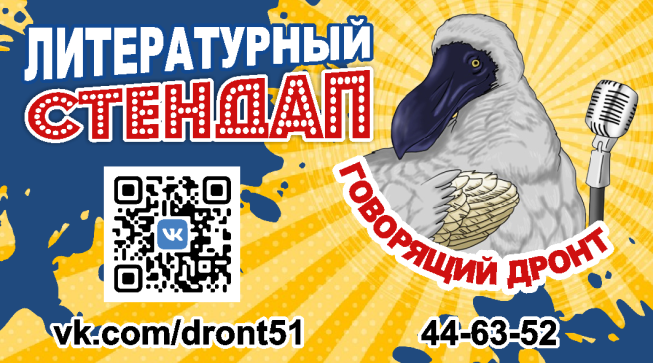 ЛИТЕРАТУРНЫЙ
СТЕНДАП
ГОВОРЯЩИЙ ДРОНТ
vk.com/dront51
44-63-52